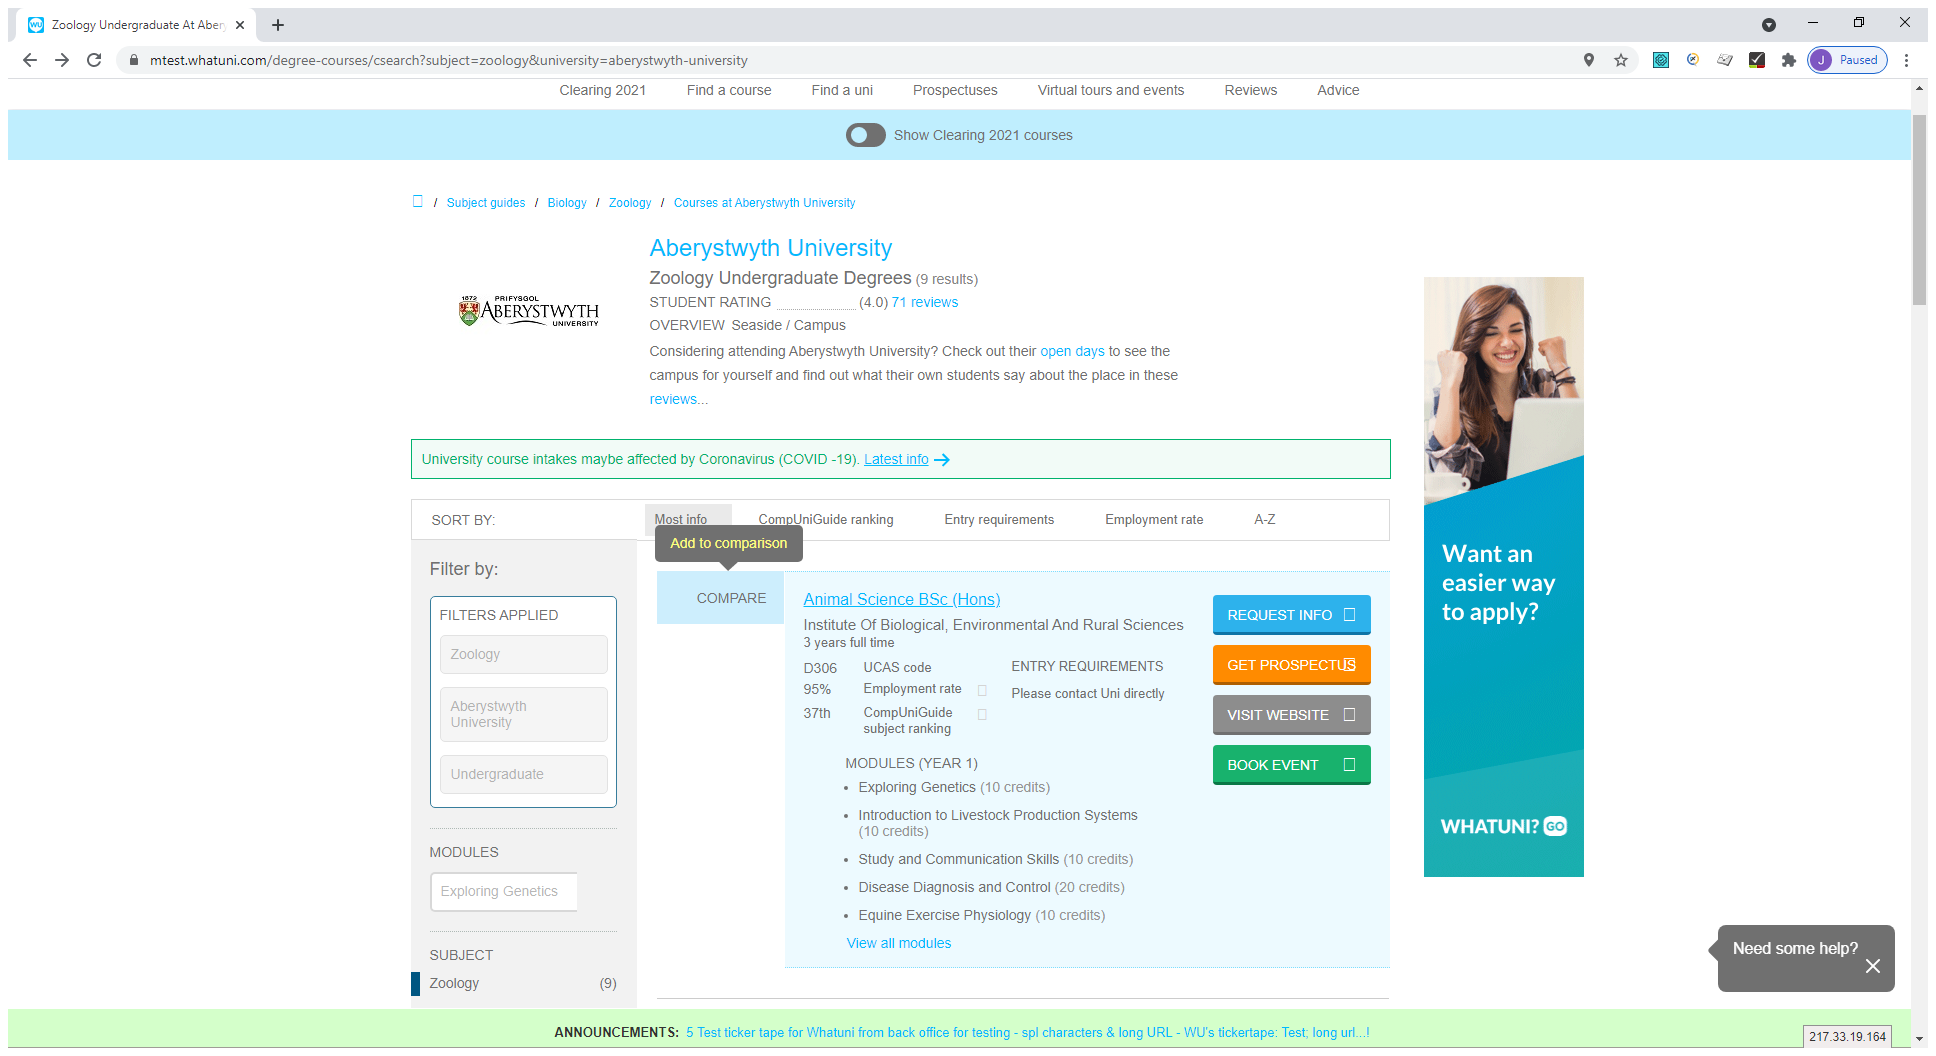 Zoology Undergraduate At Aber
mtest.whatuni.com/degree-courses/csearch?subject=zoology&university=aberystwyth-university
J Paused
Clearing 2021 Find a course Find a uni Prospectuses Virtual tours and events Reviews Advice
Show Clearing 2021 courses
/ Subject guides / Biology / Zoology / Courses at Aberystwyth University
1872 PRIFYSGOL
ABERYSTWYTH
UNIVERSITY
Aberystwyth University
Zoology Undergraduate Degrees (9 results)
STUDENT RATING (4.0) 71 reviews
OVERVIEW Seaside / Campus
Considering attending Aberystwyth University? Check out their open days to see the
campus for yourself and find out what their own students say about the place in these
reviews...
University course intakes maybe affected by Coronavirus (COVID -19). Latest info
SORT BY: Most info CompUniGuide ranking Entry requirements Employment rate A-Z
Add to comparison
Filter by:
FILTERS APPLIED
Zoology
Aberystwyth
University
Undergraduate
MODULES
Exploring Genetics
SUBJECT
Zoology (9)
COMPARE
Animal Science BSc (Hons)
Institute Of Biological, Environmental And Rural Sciences
3 years full time
D306 UCAS code
95% Employment rate
37th CompUniGuide
subject ranking
ENTRY REQUIREMENTS
Please contact Uni directly
MODULES (YEAR 1)
• Exploring Genetics (10 credits)
• Introduction to Livestock Production Systems
(10 credits)
• Study and Communication Skills (10 credits)
• Disease Diagnosis and Control (20 credits)
• Equine Exercise Physiology (10 credits)
View all modules
REQUEST INFO
GET PROSPECTUS
VISIT WEBSITE
BOOK EVENT
Want an
easier way
to apply?
WHATUNI? GO
Need some help?
ANNOUNCEMENTS: 5 Test ticker tape for Whatuni from back office for testing - spl characters & long URL - WU's tickertape: Test; long url...!
217.33.19.164